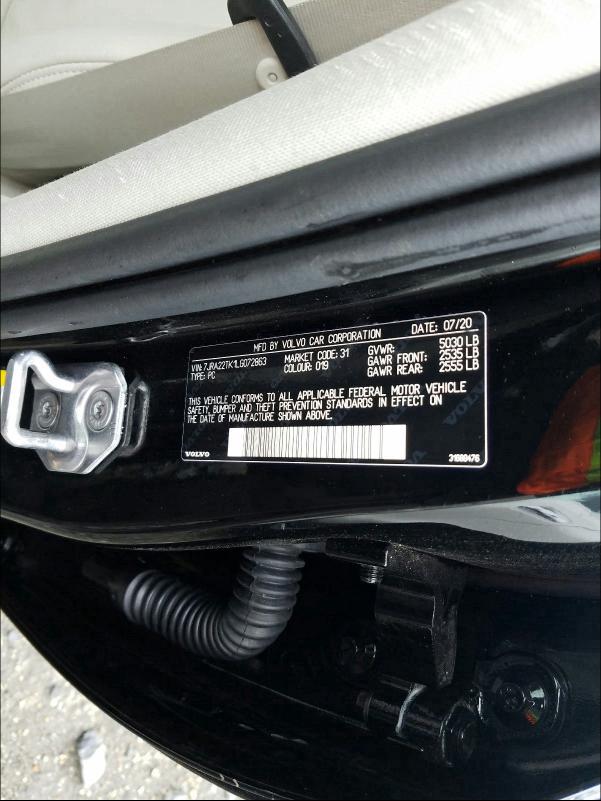 MFD BY VOLVO CAR CORPORATION DATE: 07/20
VIN: 7JRA22TK1LG072863 MARKET CODE: 31 GVWR: 5030 LB
TYPE: PC COLOUR: 019 GAWR FRONT: 2535 LB
GAWR REAR: 2555 LB
THIS VEHICLE CONFORMS TO ALL APPLICABLE FEDERAL MOTOR VEHICLE
SAFETY, BUMPER AND THEFT PREVENTION STANDARDS IN EFFECT ON
THE DATE OF MANUFACTURE SHOWN ABOVE.
VOLVO 31689476